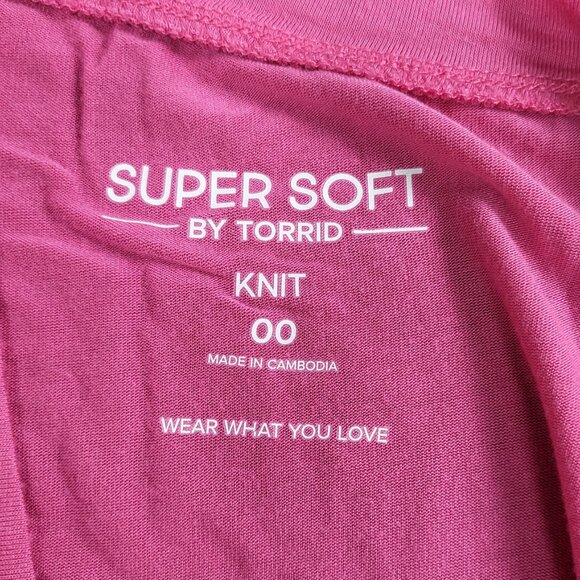 SUPER SOFT
BY TORRID
KNIT
00
MADE IN CAMBODIA
WEAR WHAT YOU LOVE